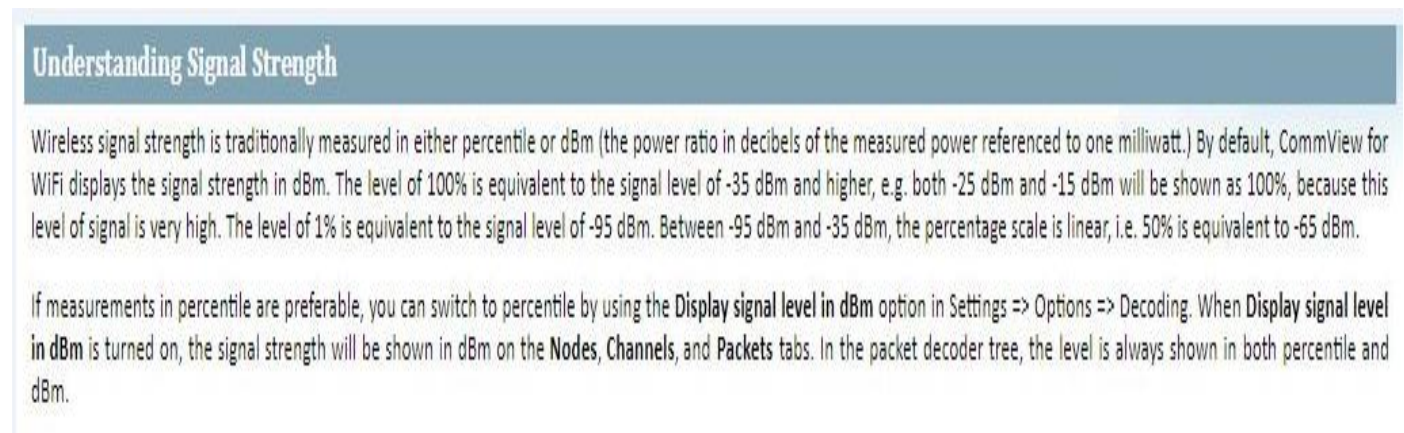 Understanding Signal Strength
Wireless signal strength is traditionally measured in either percentile or dBm (the power ratio in decibels of the measured power referenced to one milliwatt.) By default, CommView for
WiFi displays the signal strength in dBm. The level of 100% is equivalent to the signal level of -35 dBm and higher, e.g. both -25 dBm and -15 dBm will be shown as 100%, because this
level of signal is very high. The level of 1% is equivalent to the signal level of -95 dBm. Between -95 dBm and -35 dBm, the percentage scale is linear, i.e. 50% is equivalent to -65 dBm.
If measurements in percentile are preferable, you can switch to percentile by using the Display signal level in dBm option in Settings => Options => Decoding. When Display signal level
in dBm is turned on, the signal strength will be shown in dBm on the Nodes, Channels, and Packets tabs. In the packet decoder tree, the level is always shown in both percentile and
dBm.